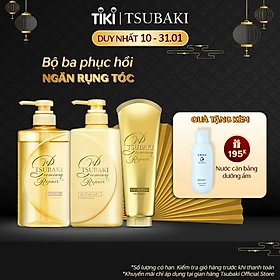 TIKI | TSUBAKI
DUY NHẤT 10 - 31.01
Bộ ba phục hồi
NGĂN RỤNG TÓC
QUÀ TẶNG KÈM
195K
Nước cân bằng
dưỡng ẩm
TSUBAKI
Premium
Repair
TSUBAKI
Premium
Repair
TSUBAKI
Premium
Repair
*Số lượng có hạn. Kiểm tra giỏ hàng trước khi thanh toán
*Khuyến mãi chỉ áp dụng tại gian hàng Tsubaki Official Store